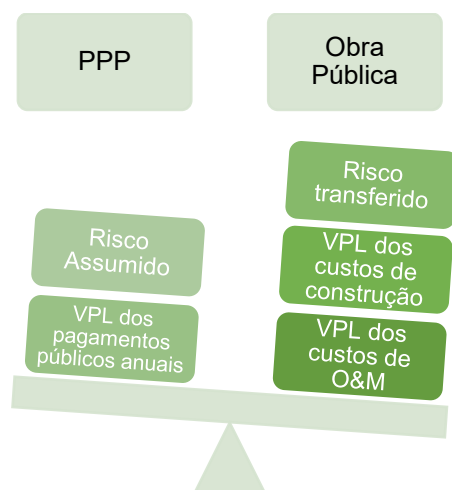 PPP
Obra
Pública
Risco
Assumido
VPL dos
pagamentos
públicos anuais
Risco
transferido
VPL dos
custos de
construção
VPL dos
custos de
O&M